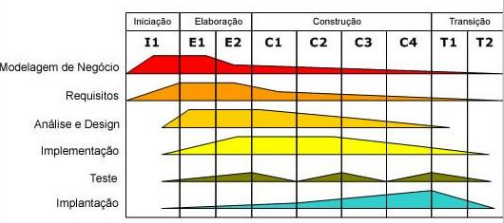 Iniciação Elaboração Construção Transição
I1 E1 E2 C1 C2 C3 C4 T1 T2
Modelagem de Negócio
Requisitos
Análise e Design
Implementação
Teste
Implantação